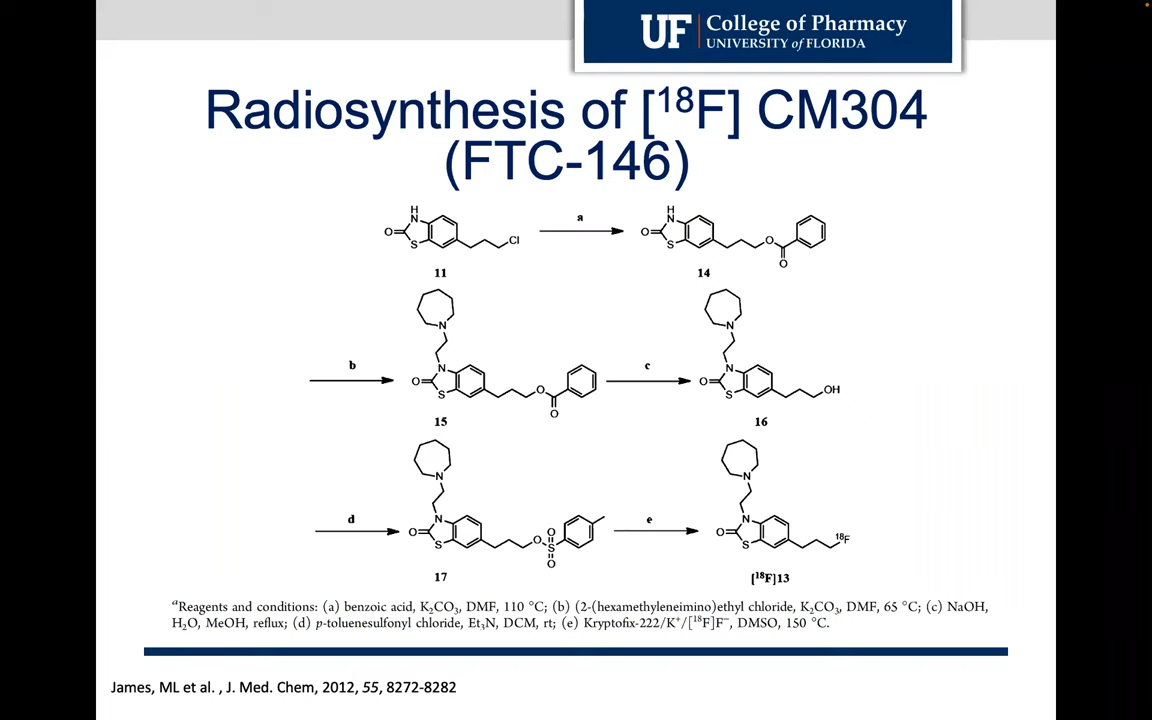 UF College of Pharmacy
UNIVERSITY of FLORIDA
Radiosynthesis of [¹⁸F] CM304
(FTC-146)
H
N
O
S
Cl
11
a
H
N
O
S
O
O
14
b
N
N
O
S
O
O
15
c
N
N
O
S
OH
16
d
N
N
O
S
O
O
S
O
17
e
N
N
O
S
¹⁸F
[¹⁸F]13
ᵃReagents and conditions: (a) benzoic acid, K₂CO₃, DMF, 110 °C; (b) (2-(hexamethyleneimino)ethyl chloride, K₂CO₃, DMF, 65 °C; (c) NaOH,
H₂O, MeOH, reflux; (d) p-toluenesulfonyl chloride, Et₃N, DCM, rt; (e) Kryptofix-222/K⁺/[¹⁸F]F⁻, DMSO, 150 °C.
James, ML et al. , J. Med. Chem, 2012, 55, 8272-8282